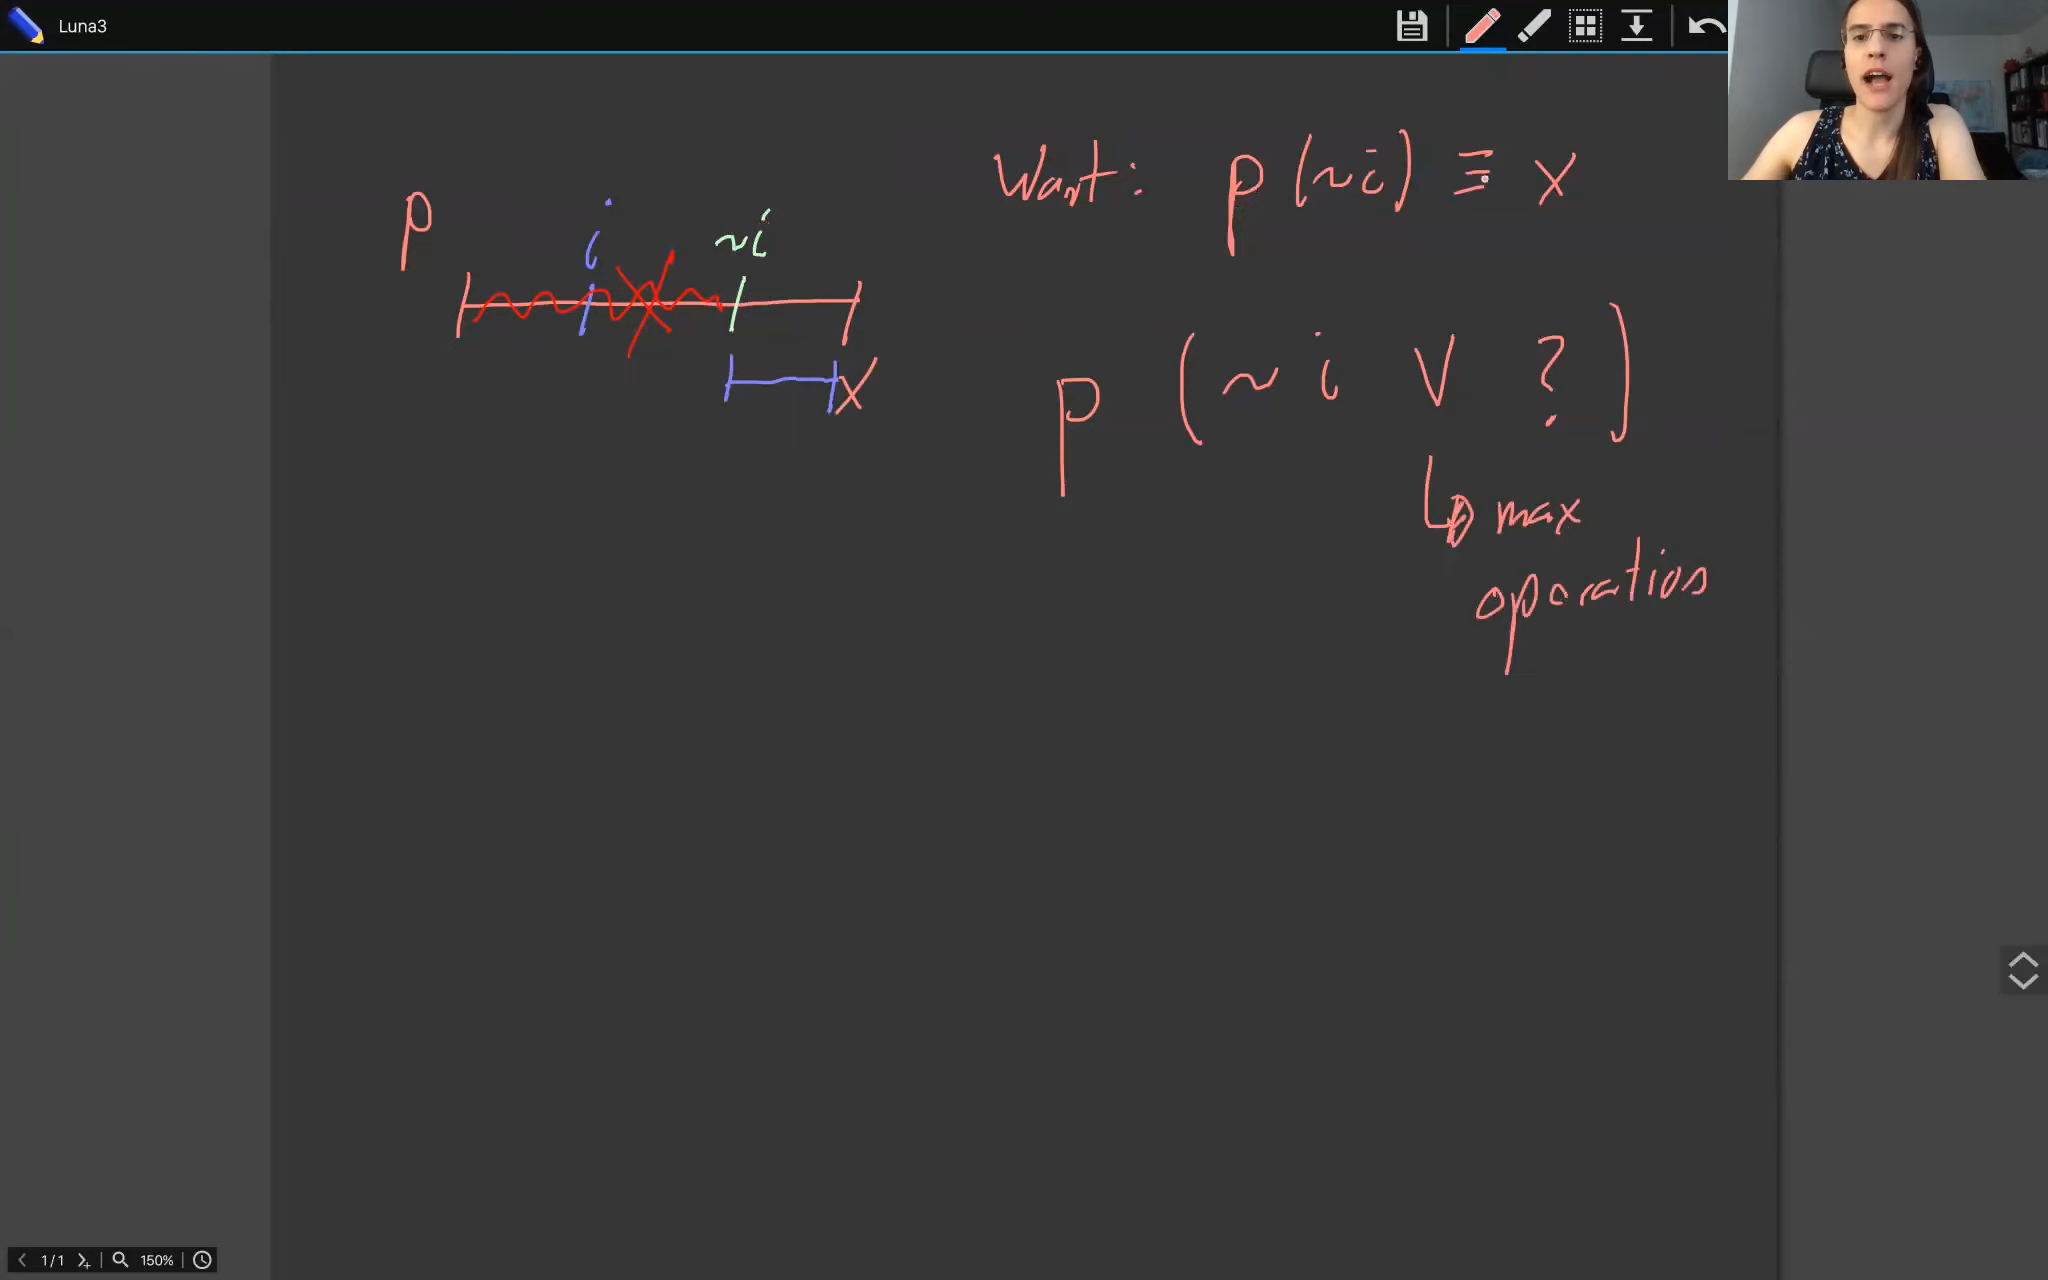 Luna3
Want: p(~i) ≡ x
p
i
~i
x
p (~ i ∨ ?)
↳ max
operation
1/1
150%